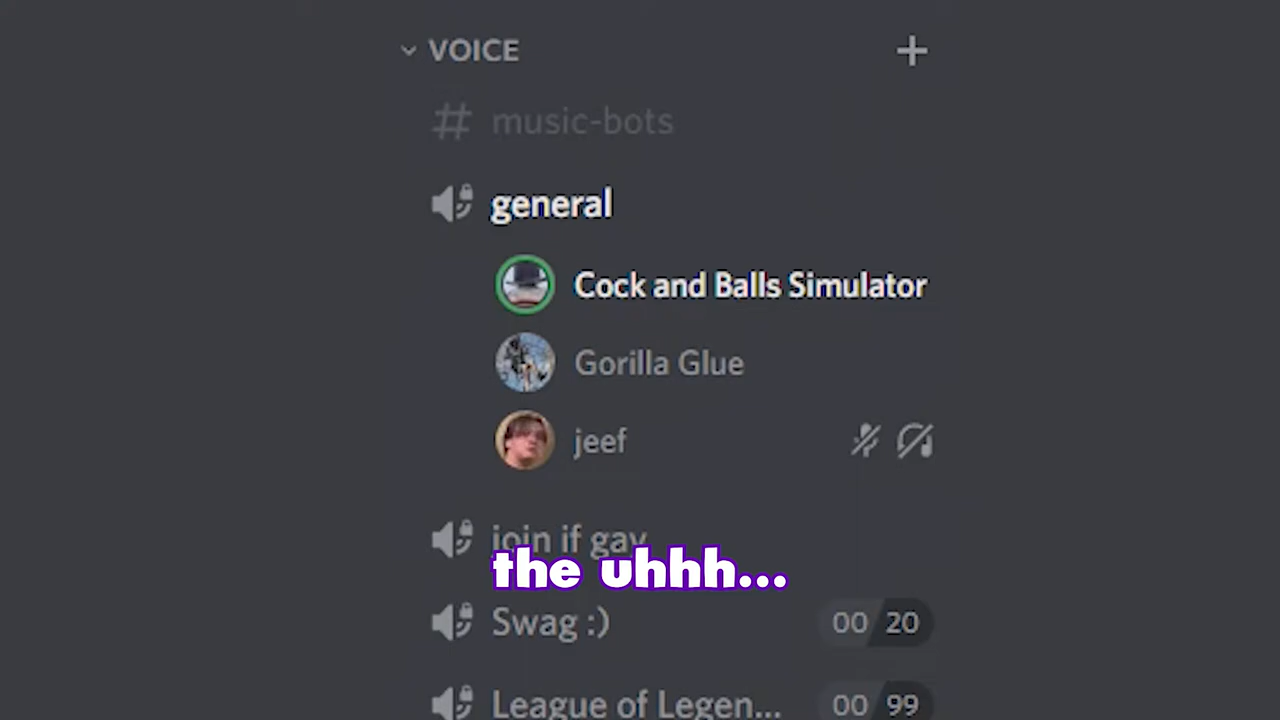 VOICE
music-bots
general
Cock and Balls Simulator
Gorilla Glue
jeef
join if gay
the uhhh...
Swag :)
00 20
League of Legen...
00 99